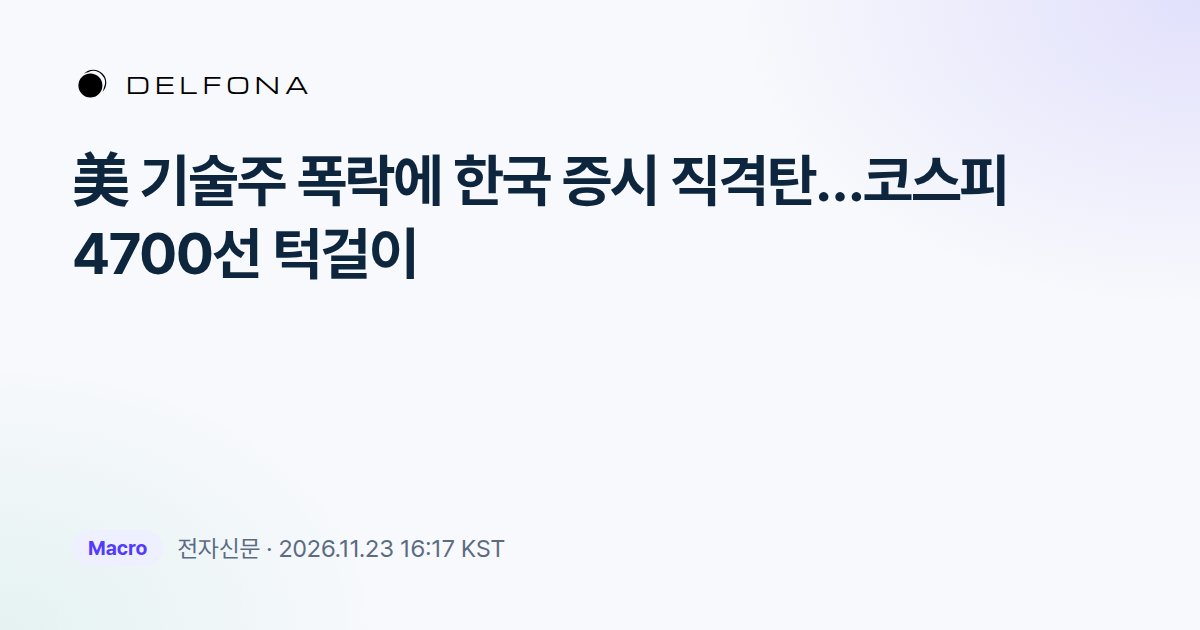 DELFONA
美 기술주 폭락에 한국 증시 직격탄…코스피
4700선 턱걸이
Macro 전자신문 · 2026.11.23 16:17 KST